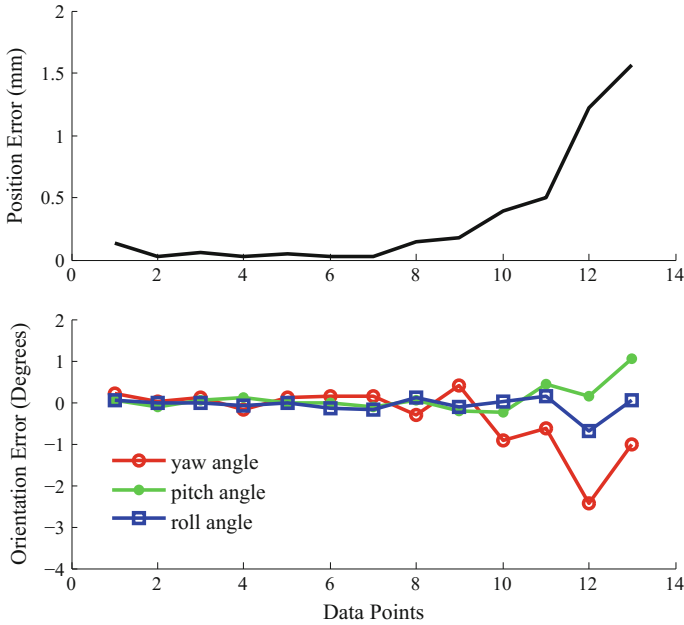 2
1.5
1
0.5
0
Position Error (mm)
0 2 4 6 8 10 12 14
2
1
0
−1
−2
−3
−4
Orientation Error (Degrees)
yaw angle
pitch angle
roll angle
0 2 4 6 8 10 12 14
Data Points